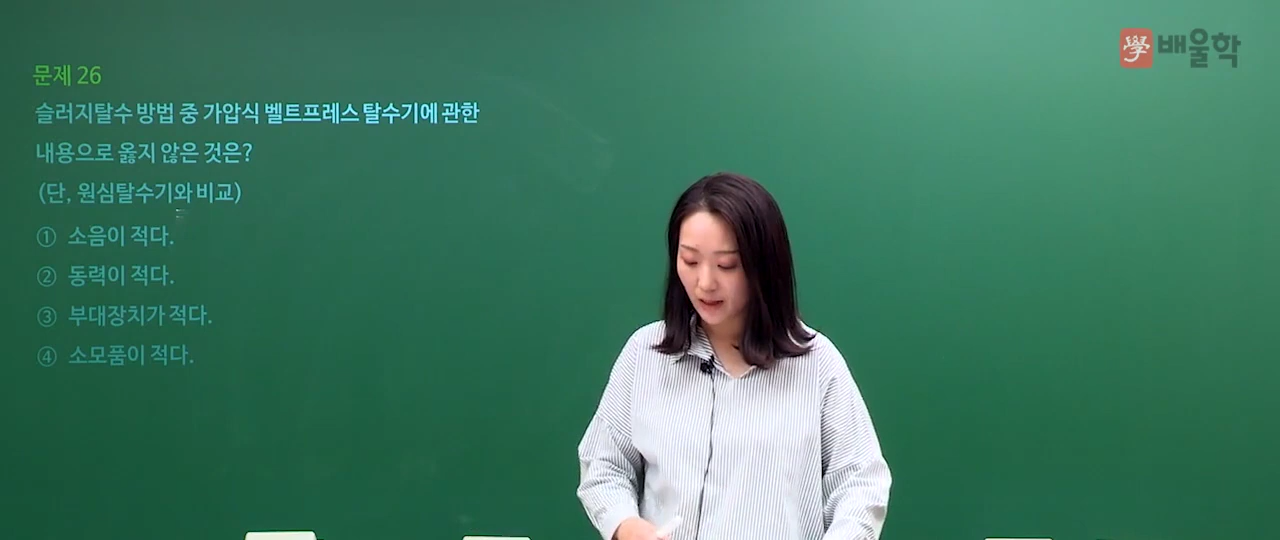 學 배울학
문제 26
슬러지탈수 방법 중 가압식 벨트프레스 탈수기에 관한
내용으로 옳지 않은 것은?
(단, 원심탈수기와 비교)
① 소음이 적다.
② 동력이 적다.
③ 부대장치가 적다.
④ 소모품이 적다.